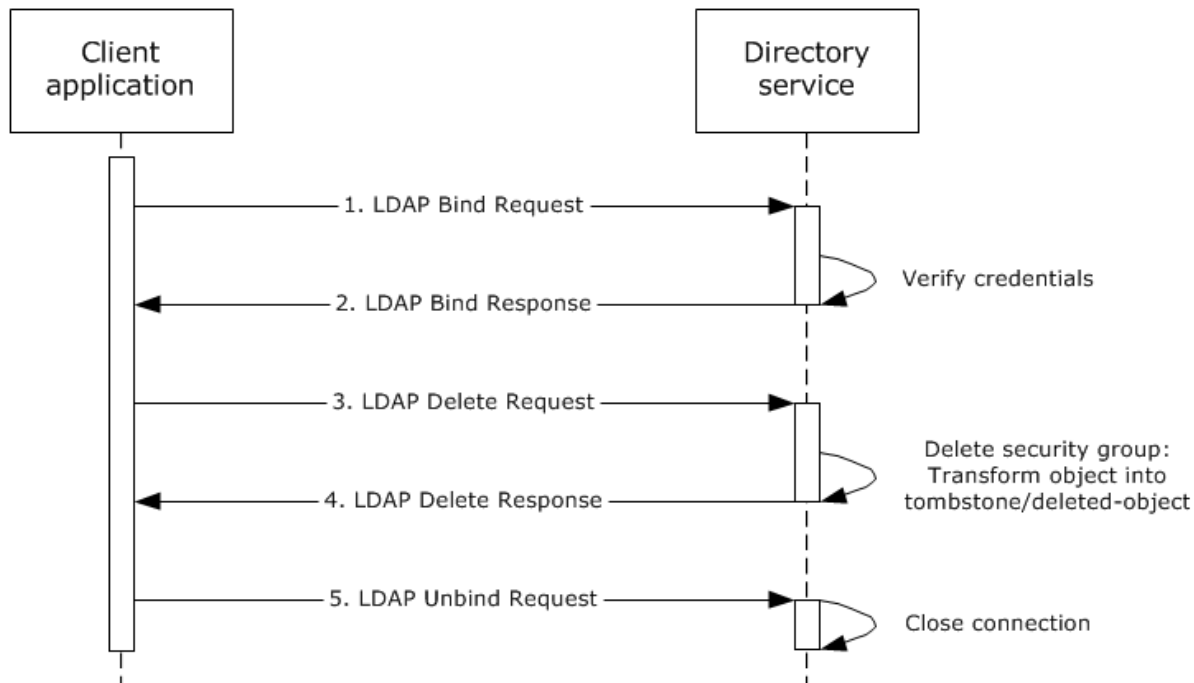 Client
application
Directory
service
1. LDAP Bind Request
Verify credentials
2. LDAP Bind Response
3. LDAP Delete Request
Delete security group:
Transform object into
tombstone/deleted-object
4. LDAP Delete Response
5. LDAP Unbind Request
Close connection